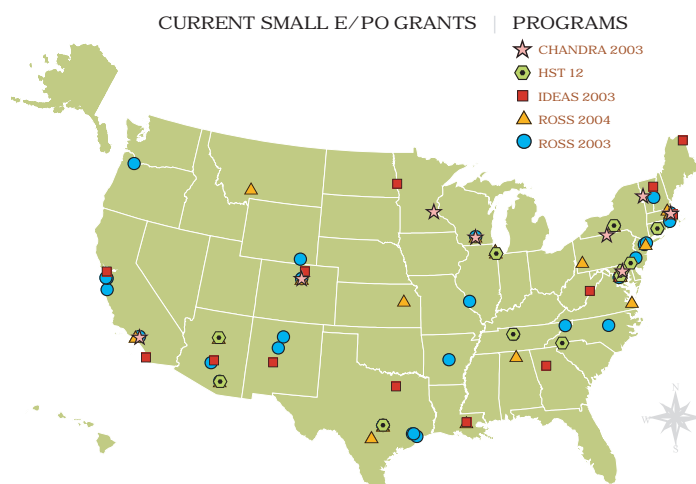 CURRENT SMALL E/PO GRANTS | PROGRAMS
CHANDRA 2003
HST 12
IDEAS 2003
ROSS 2004
ROSS 2003